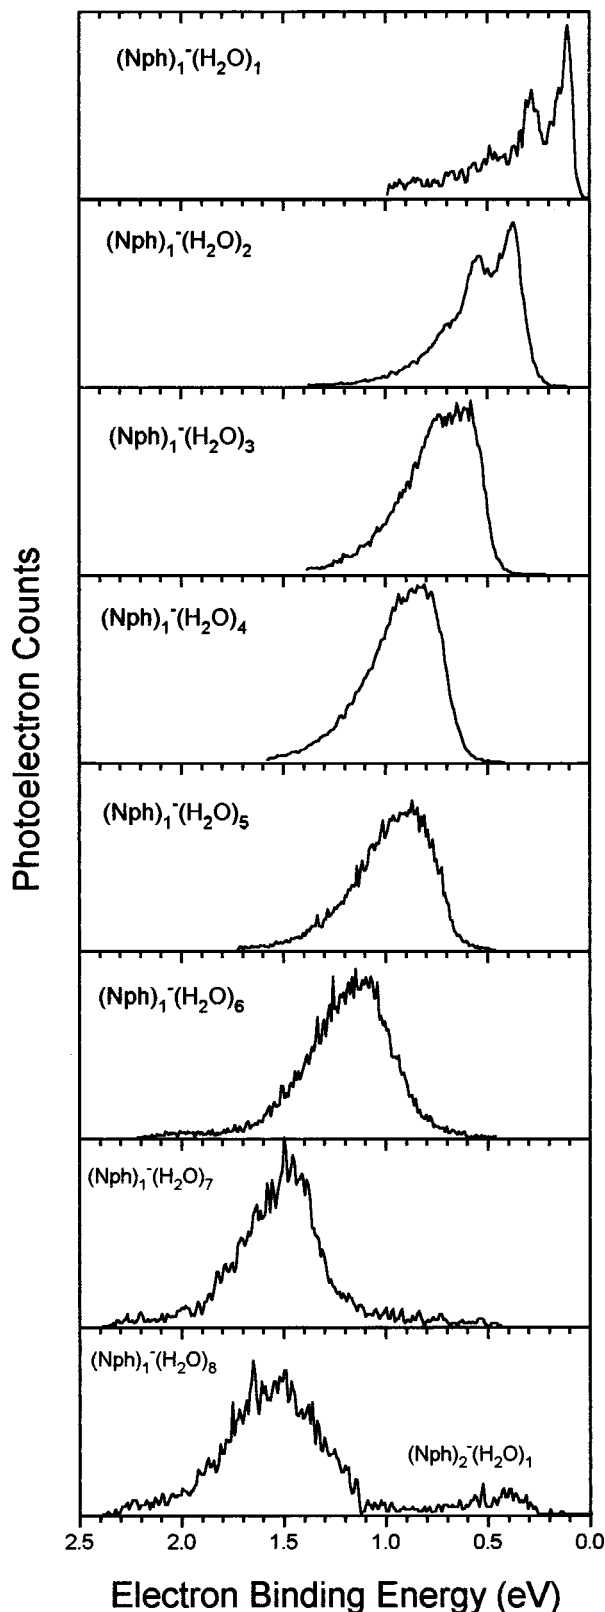 (Nph)₁⁻(H₂O)₁
(Nph)₁⁻(H₂O)₂
(Nph)₁⁻(H₂O)₃
(Nph)₁⁻(H₂O)₄
(Nph)₁⁻(H₂O)₅
(Nph)₁⁻(H₂O)₆
(Nph)₁⁻(H₂O)₇
(Nph)₁⁻(H₂O)₈
(Nph)₂⁻(H₂O)₁
Photoelectron Counts
2.5 2.0 1.5 1.0 0.5 0.0
Electron Binding Energy (eV)